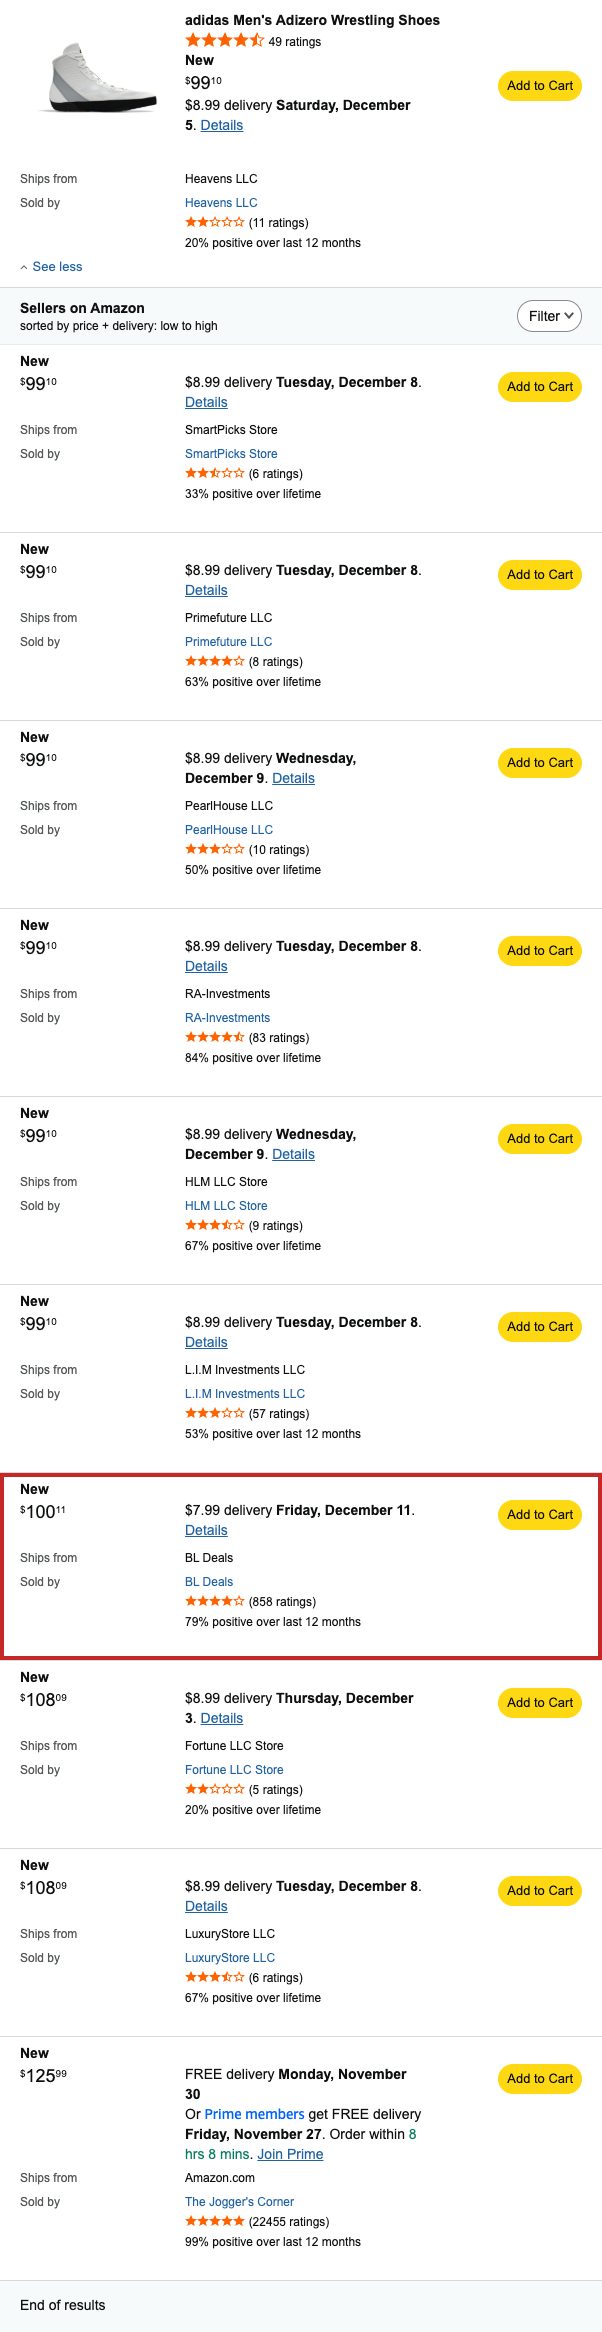 adidas Men's Adizero Wrestling Shoes
49 ratings
New
$9910
$8.99 delivery Saturday, December
5. Details
Add to Cart
Ships from
Heavens LLC
Sold by
Heavens LLC
(11 ratings)
20% positive over last 12 months
See less
Sellers on Amazon
sorted by price + delivery: low to high
Filter
New
$9910
$8.99 delivery Tuesday, December 8.
Details
Add to Cart
Ships from
SmartPicks Store
Sold by
SmartPicks Store
(6 ratings)
33% positive over lifetime
New
$9910
$8.99 delivery Tuesday, December 8.
Details
Add to Cart
Ships from
Primefuture LLC
Sold by
Primefuture LLC
(8 ratings)
63% positive over lifetime
New
$9910
$8.99 delivery Wednesday,
December 9. Details
Add to Cart
Ships from
PearlHouse LLC
Sold by
PearlHouse LLC
(10 ratings)
50% positive over lifetime
New
$9910
$8.99 delivery Tuesday, December 8.
Details
Add to Cart
Ships from
RA-Investments
Sold by
RA-Investments
(83 ratings)
84% positive over lifetime
New
$9910
$8.99 delivery Wednesday,
December 9. Details
Add to Cart
Ships from
HLM LLC Store
Sold by
HLM LLC Store
(9 ratings)
67% positive over lifetime
New
$9910
$8.99 delivery Tuesday, December 8.
Details
Add to Cart
Ships from
L.I.M Investments LLC
Sold by
L.I.M Investments LLC
(57 ratings)
53% positive over last 12 months
New
$10011
$7.99 delivery Friday, December 11.
Details
Add to Cart
Ships from
BL Deals
Sold by
BL Deals
(858 ratings)
79% positive over last 12 months
New
$10809
$8.99 delivery Thursday, December
3. Details
Add to Cart
Ships from
Fortune LLC Store
Sold by
Fortune LLC Store
(5 ratings)
20% positive over lifetime
New
$10809
$8.99 delivery Tuesday, December 8.
Details
Add to Cart
Ships from
LuxuryStore LLC
Sold by
LuxuryStore LLC
(6 ratings)
67% positive over lifetime
New
$12599
FREE delivery Monday, November
30
Or Prime members get FREE delivery
Friday, November 27. Order within 8
hrs 8 mins. Join Prime
Add to Cart
Ships from
Amazon.com
Sold by
The Jogger's Corner
(22455 ratings)
99% positive over last 12 months
End of results